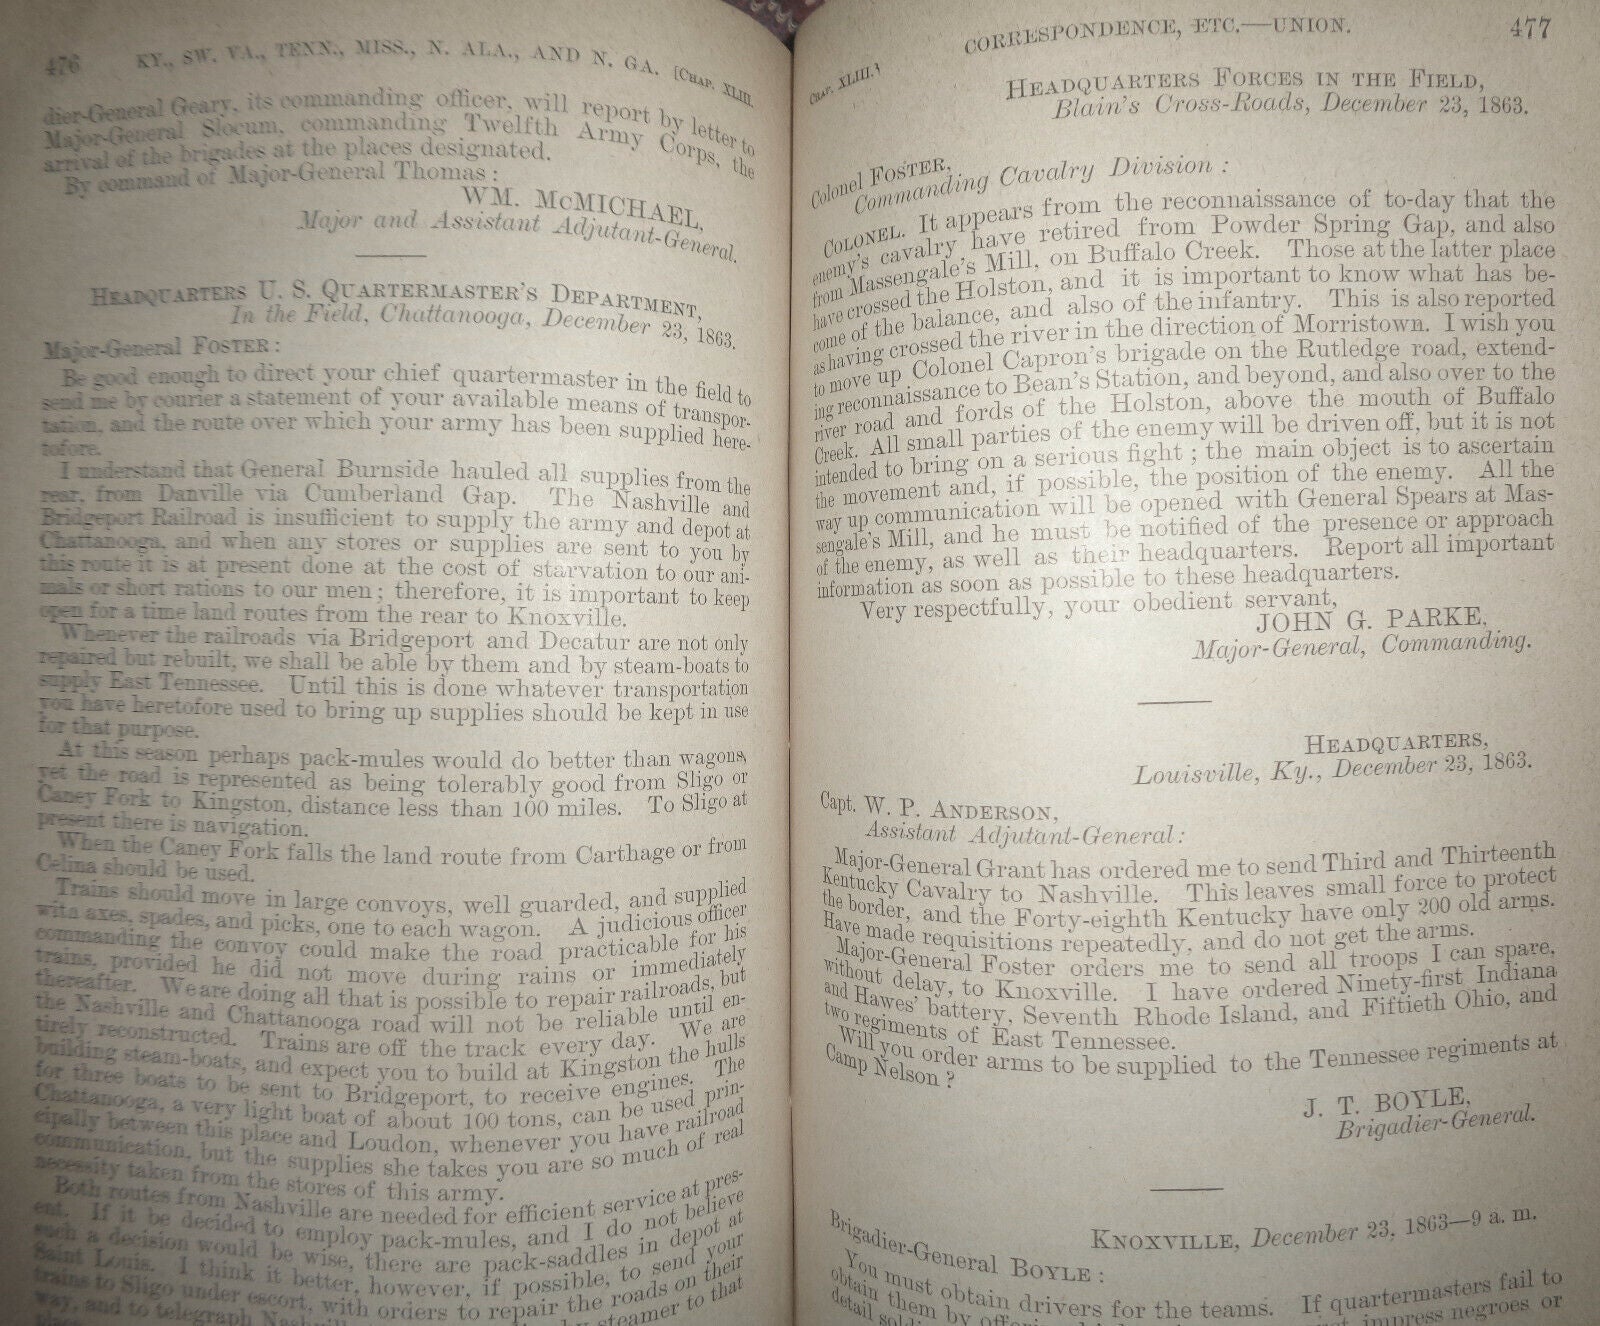 476 KY., SW. VA., TENN., MISS., N. ALA., AND N. GA. [CHAP. XLIII.
dier-General Geary, its commanding officer, will report by letter to
Major-General Slocum, commanding Twelfth Army Corps, the
arrival of the brigades at the places designated.
By command of Major-General Thomas:
WM. McMICHAEL,
Major and Assistant Adjutant-General.
HEADQUARTERS U. S. QUARTERMASTER'S DEPARTMENT,
In the Field, Chattanooga, December 23, 1863.
Major-General FOSTER:
Be good enough to direct your chief quartermaster in the field to
send me by courier a statement of your available means of transpor-
tation, and the route over which your army has been supplied here-
tofore.
I understand that General Burnside hauled all supplies from the
rear, from Danville via Cumberland Gap. The Nashville and
Bridgeport Railroad is insufficient to supply the army and depot at
Chattanooga, and when any stores or supplies are sent to you by
this route it is at present done at the cost of starvation to our ani-
mals or short rations to our men; therefore, it is important to keep
open for a time land routes from the rear to Knoxville.
Whenever the railroads via Bridgeport and Decatur are not only
repaired but rebuilt, we shall be able by them and by steam-boats to
supply East Tennessee. Until this is done whatever transportation
you have heretofore used to bring up supplies should be kept in use
for that purpose.
At this season perhaps pack-mules would do better than wagons,
yet the road is represented as being tolerably good from Sligo or
Caney Fork to Kingston, distance less than 100 miles. To Sligo at
present there is navigation.
When the Caney Fork falls the land route from Carthage or from
Celina should be used.
Trains should move in large convoys, well guarded, and supplied
with axes, spades, and picks, one to each wagon. A judicious officer
commanding the convoy could make the road practicable for his
trains, provided he did not move during rains or immediately
thereafter. We are doing all that is possible to repair railroads, but
the Nashville and Chattanooga road will not be reliable until en-
tirely reconstructed. Trains are off the track every day. We are
building steam-boats, and expect you to build at Kingston the hulls
for three boats to be sent to Bridgeport, to receive engines. The
Chattanooga, a very light boat of about 100 tons, can be used prin-
cipally between this place and Loudon, whenever you have railroad
communication, but the supplies she takes you are so much of real
necessity taken from the stores of this army.
Both routes from Nashville are needed for efficient service at pres-
ent. If it be decided to employ pack-mules, and I do not believe
such a decision would be wise, there are pack-saddles in depot at
Saint Louis. I think it better, however, if possible, to send your
trains to Sligo under escort, with orders to repair the roads on their
way, and to telegraph steamer to that
CHAP. XLIII.] CORRESPONDENCE, ETC.—UNION. 477
HEADQUARTERS FORCES IN THE FIELD,
Blain's Cross-Roads, December 23, 1863.
Colonel FOSTER,
Commanding Cavalry Division:
COLONEL. It appears from the reconnaissance of to-day that the
enemy's cavalry have retired from Powder Spring Gap, and also
from Massengale's Mill, on Buffalo Creek. Those at the latter place
have crossed the Holston, and it is important to know what has be-
come of the balance, and also of the infantry. This is also reported
as having crossed the river in the direction of Morristown. I wish you
to move up Colonel Capron's brigade on the Rutledge road, extend-
ing reconnaissance to Bean's Station, and beyond, and also over to the
river road and fords of the Holston, above the mouth of Buffalo
Creek. All small parties of the enemy will be driven off, but it is not
intended to bring on a serious fight; the main object is to ascertain
the movement and, if possible, the position of the enemy. All the
way up communication will be opened with General Spears at Mas-
sengale's Mill, and he must be notified of the presence or approach
of the enemy, as well as their headquarters. Report all important
information as soon as possible to these headquarters.
Very respectfully, your obedient servant,
JOHN G. PARKE,
Major-General, Commanding.
HEADQUARTERS,
Louisville, Ky., December 23, 1863.
Capt. W. P. ANDERSON,
Assistant Adjutant-General:
Major-General Grant has ordered me to send Third and Thirteenth
Kentucky Cavalry to Nashville. This leaves small force to protect
the border, and the Forty-eighth Kentucky have only 200 old arms.
Have made requisitions repeatedly, and do not get the arms.
Major-General Foster orders me to send all troops I can spare,
without delay, to Knoxville. I have ordered Ninety-first Indiana
and Hawes' battery, Seventh Rhode Island, and Fiftieth Ohio, and
two regiments of East Tennessee.
Will you order arms to be supplied to the Tennessee regiments at
Camp Nelson?
J. T. BOYLE,
Brigadier-General.
KNOXVILLE, December 23, 1863—9 a. m.
Brigadier-General BOYLE:
You must obtain drivers for the teams. If quartermasters fail to
obtain them by impress negroes or
detail